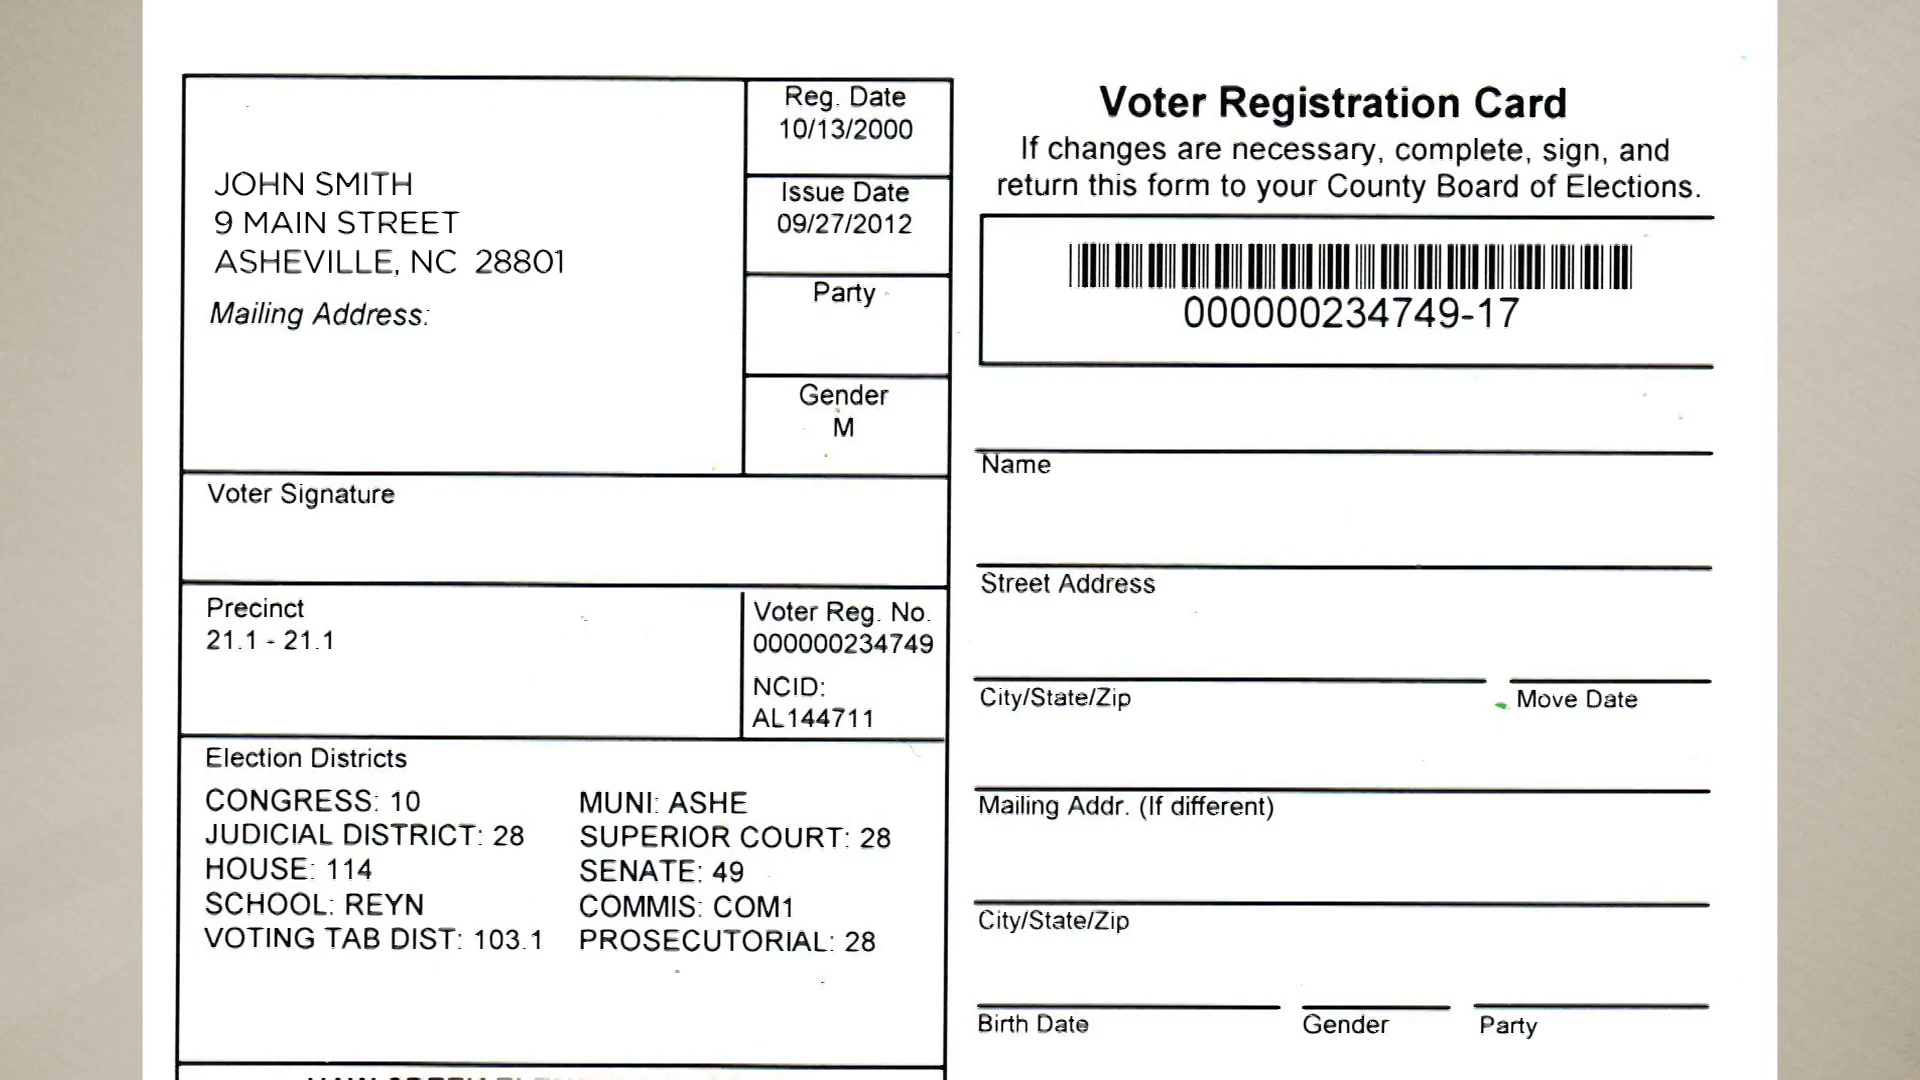 JOHN SMITH
9 MAIN STREET
ASHEVILLE, NC 28801
Mailing Address:
Reg. Date
10/13/2000
Issue Date
09/27/2012
Party
Gender
M
Voter Signature
Precinct
21.1 - 21.1
Voter Reg. No.
000000234749
NCID:
AL144711
Election Districts
CONGRESS: 10
JUDICIAL DISTRICT: 28
HOUSE: 114
SCHOOL: REYN
VOTING TAB DIST: 103.1
MUNI: ASHE
SUPERIOR COURT: 28
SENATE: 49
COMMIS: COM1
PROSECUTORIAL: 28
Voter Registration Card
If changes are necessary, complete, sign, and
return this form to your County Board of Elections.
000000234749-17
Name
Street Address
City/State/Zip
Move Date
Mailing Addr. (If different)
City/State/Zip
Birth Date
Gender
Party